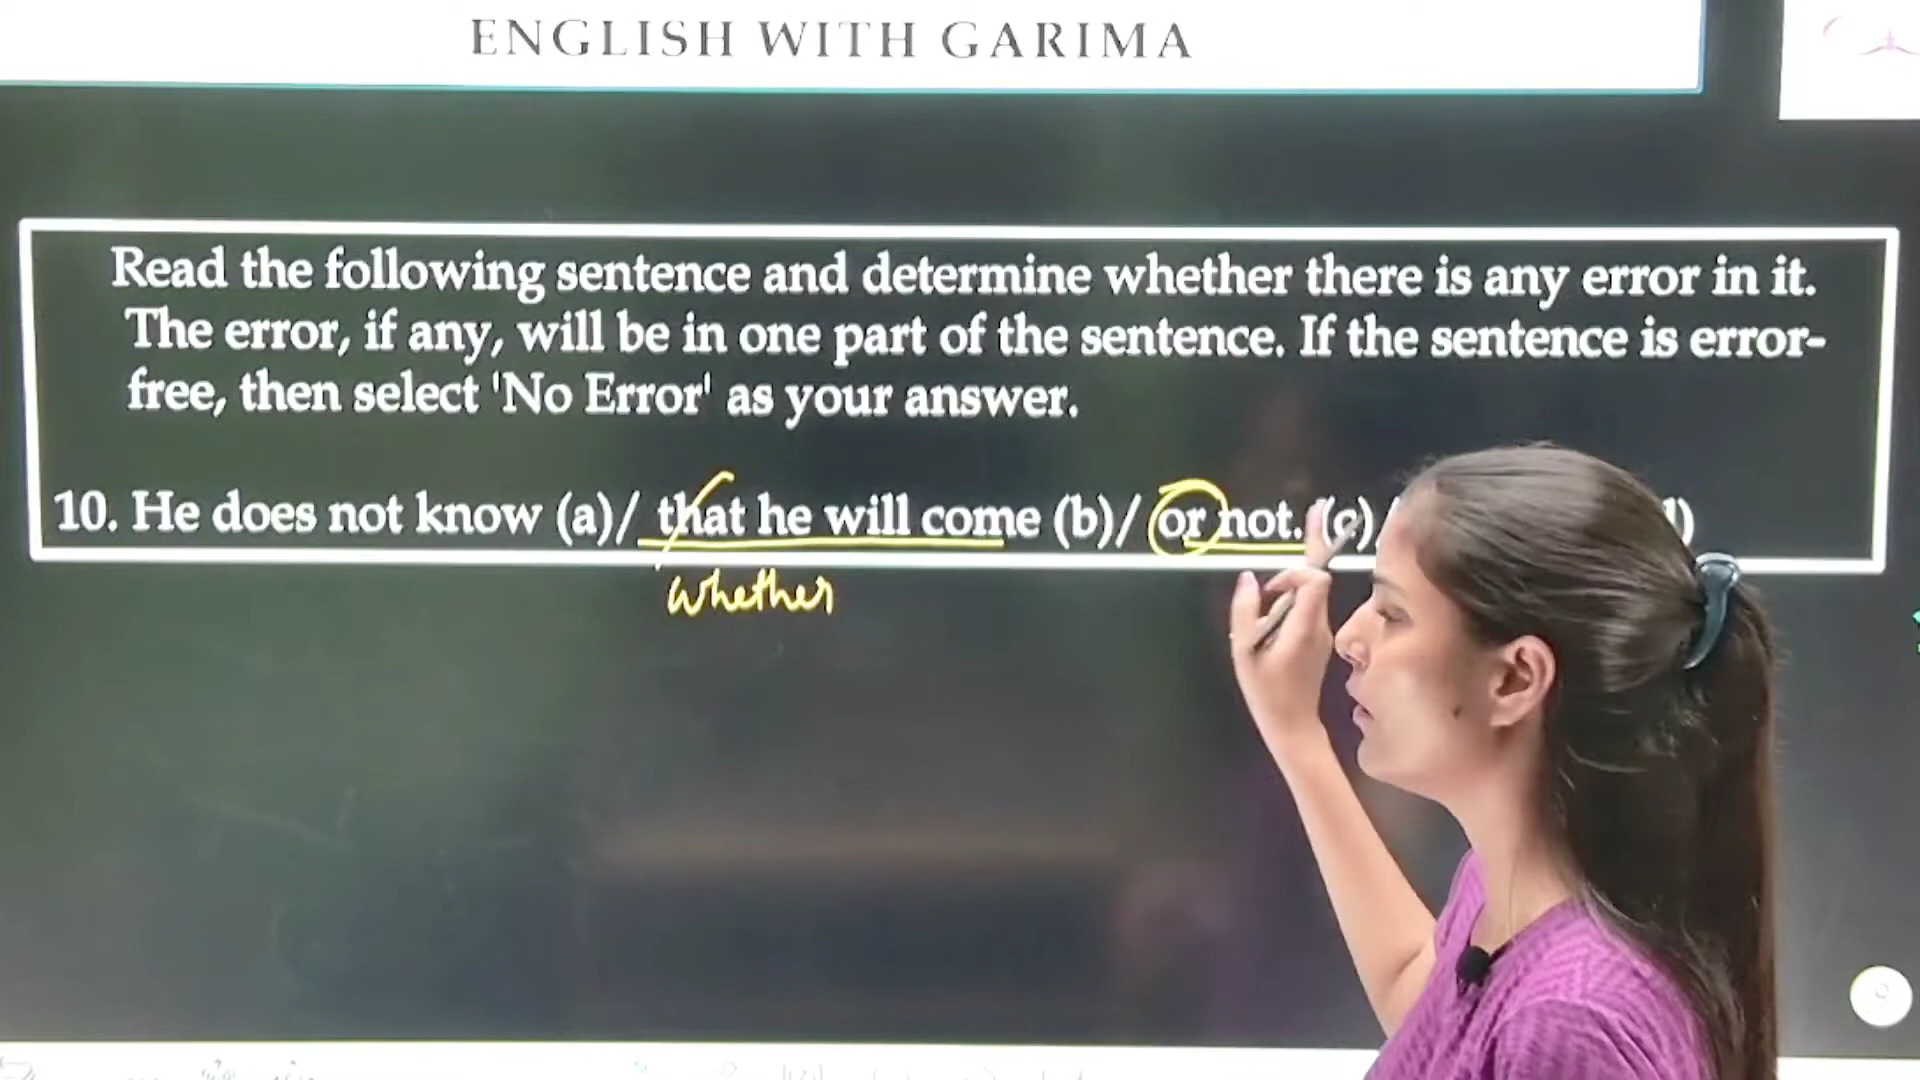 ENGLISH WITH GARIMA
Read the following sentence and determine whether there is any error in it.
The error, if any, will be in one part of the sentence. If the sentence is error-
free, then select 'No Error' as your answer.
10. He does not know (a)/ that he will come (b)/ or not. (c)/
whether